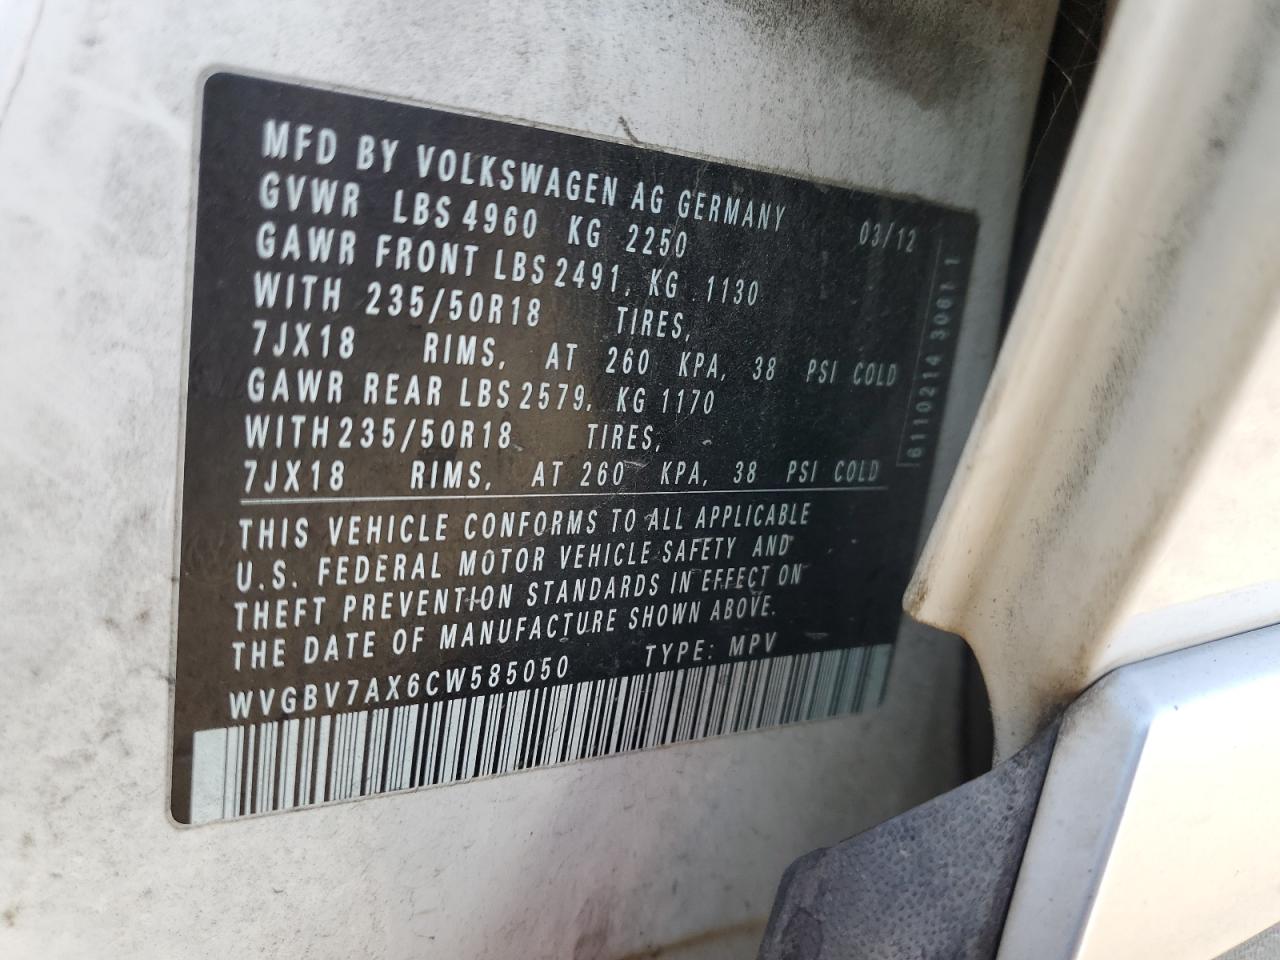 MFD BY VOLKSWAGEN AG GERMANY 03/12
GVWR LBS 4960 KG 2250
GAWR FRONT LBS 2491, KG 1130
WITH 235/50R18 TIRES,
7JX18 RIMS, AT 260 KPA, 38 PSI COLD
GAWR REAR LBS 2579, KG 1170
WITH 235/50R18 TIRES,
7JX18 RIMS, AT 260 KPA, 38 PSI COLD
THIS VEHICLE CONFORMS TO ALL APPLICABLE
U.S. FEDERAL MOTOR VEHICLE SAFETY AND
THEFT PREVENTION STANDARDS IN EFFECT ON
THE DATE OF MANUFACTURE SHOWN ABOVE.
WVGBV7AX6CW585050 TYPE: MPV